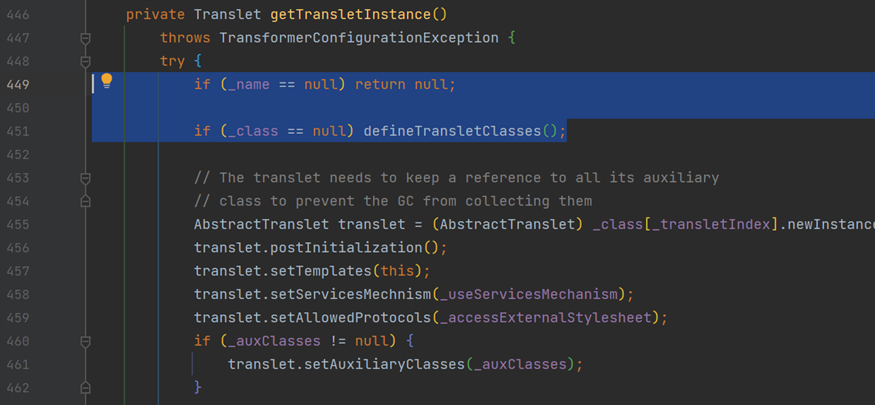 446 private Translet getTransletInstance()
447 throws TransformerConfigurationException {
448 try {
449 if (_name == null) return null;
450
451 if (_class == null) defineTransletClasses();
452
453 // The translet needs to keep a reference to all its auxiliary
454 // class to prevent the GC from collecting them
455 AbstractTranslet translet = (AbstractTranslet) _class[_transletIndex].newInstance
456 translet.postInitialization();
457 translet.setTemplates(this);
458 translet.setServicesMechnism(_useServicesMechanism);
459 translet.setAllowedProtocols(_accessExternalStylesheet);
460 if (_auxClasses != null) {
461 translet.setAuxiliaryClasses(_auxClasses);
462 }